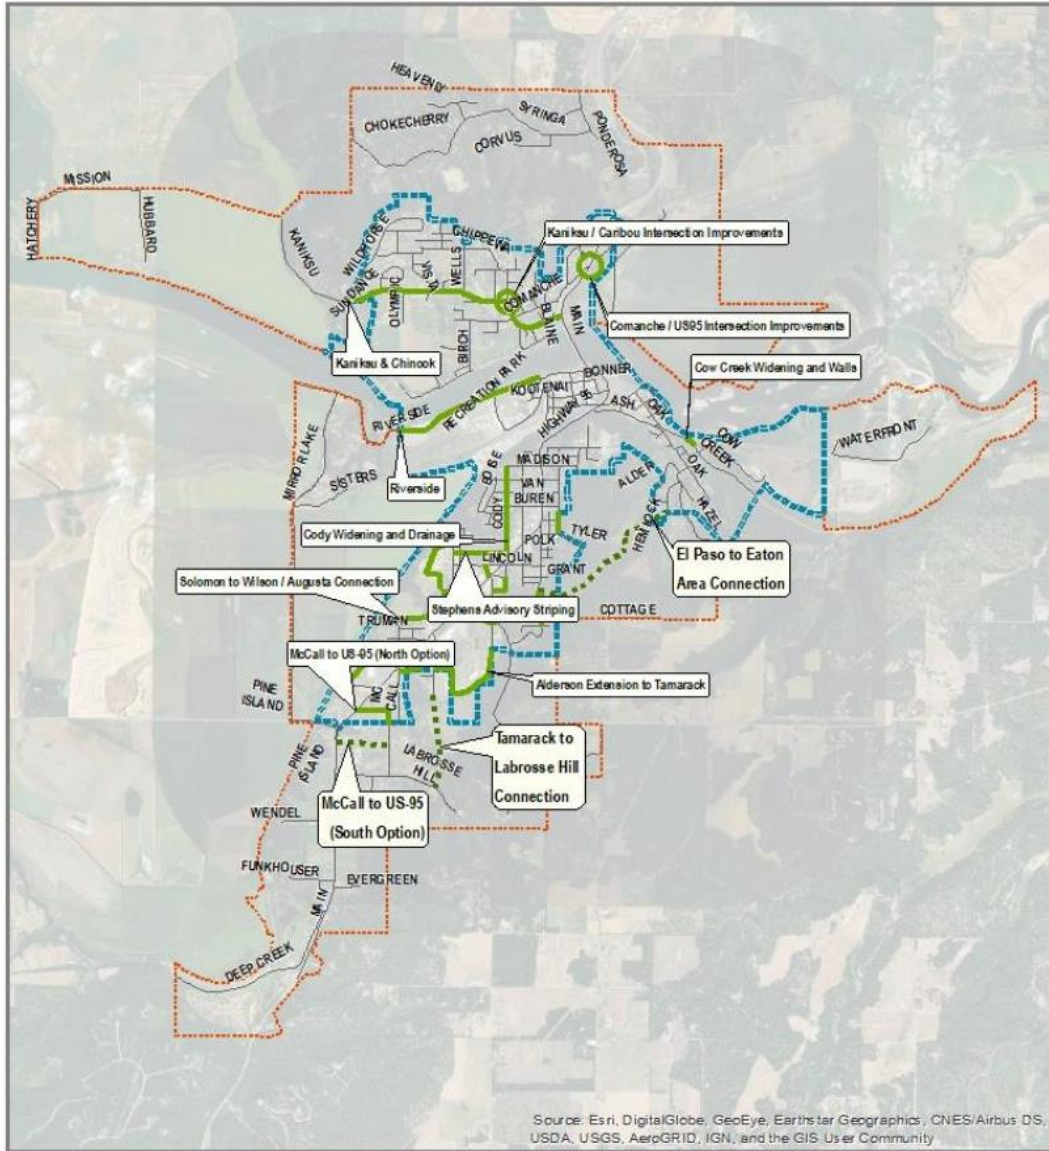 HEAVENLY
CHOKECHERRY
SYRINGA
CORVUS
PONDEROSA
MISSION
HATCHERY
HUBBARD
KANIKSU
WILDHORSE
CHIPPEWA
Kaniksu / Caribou Intersection Improvements
SUNDANCE
OLYMPIC
VISTA
WELLS
COMANCHE
BLAINE
MAIN
Comanche / US95 Intersection Improvements
Kaniksu & Chinook
BIRCH
RECREATION PARK
KOOTENAI
BONNER
Cow Creek Widening and Walls
RIVERSIDE
HIGHWAY 95
ASH
OAK
COW
CREEK
WATERFRONT
MIRROR LAKE
SISTERS
Riverside
BOISE
MADISON
OAK
ALDER
VAN
BUREN
CODY
HAZEL
HEMLOCK
Cody Widening and Drainage
POLK
TYLER
LINCOLN
GRANT
El Paso to Eaton
Area Connection
Solomon to Wilson / Augusta Connection
Stephens Advisory Striping
COTTAGE
TRUMAN
McCall to US-95 (North Option)
PINE
ISLAND
MC
CALL
Alderson Extension to Tamarack
PINE
ISLAND
LABROSSE
HILL
Tamarack to
Labrosse Hill
Connection
McCall to US-95
(South Option)
WENDEL
FUNKHOUSER
EVERGREEN
MAIN
DEEP CREEK
Source: Esri, DigitalGlobe, GeoEye, Earthstar Geographics, CNES/Airbus DS,
USDA, USGS, AeroGRID, IGN, and the GIS User Community